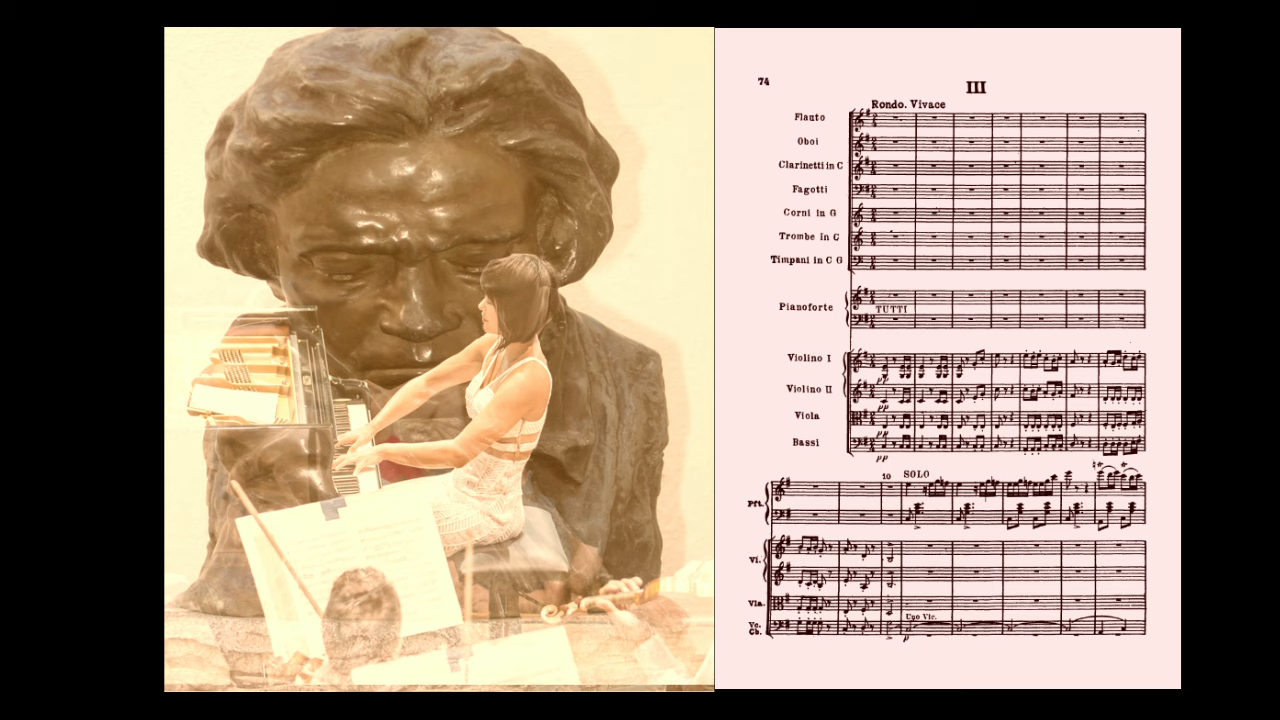 74
III
Rondo. Vivace
Flauto
Oboi
Clarinetti in C
Fagotti
Corni in G
Trombe in C
Timpani in C G
Pianoforte
TUTTI
Violino I
pp
Violino II
pp
Viola
pp
Bassi
pp
10 SOLO
Pft.
Vl.
Vla.
Uno Vlc.
Vc.
Cb.
p